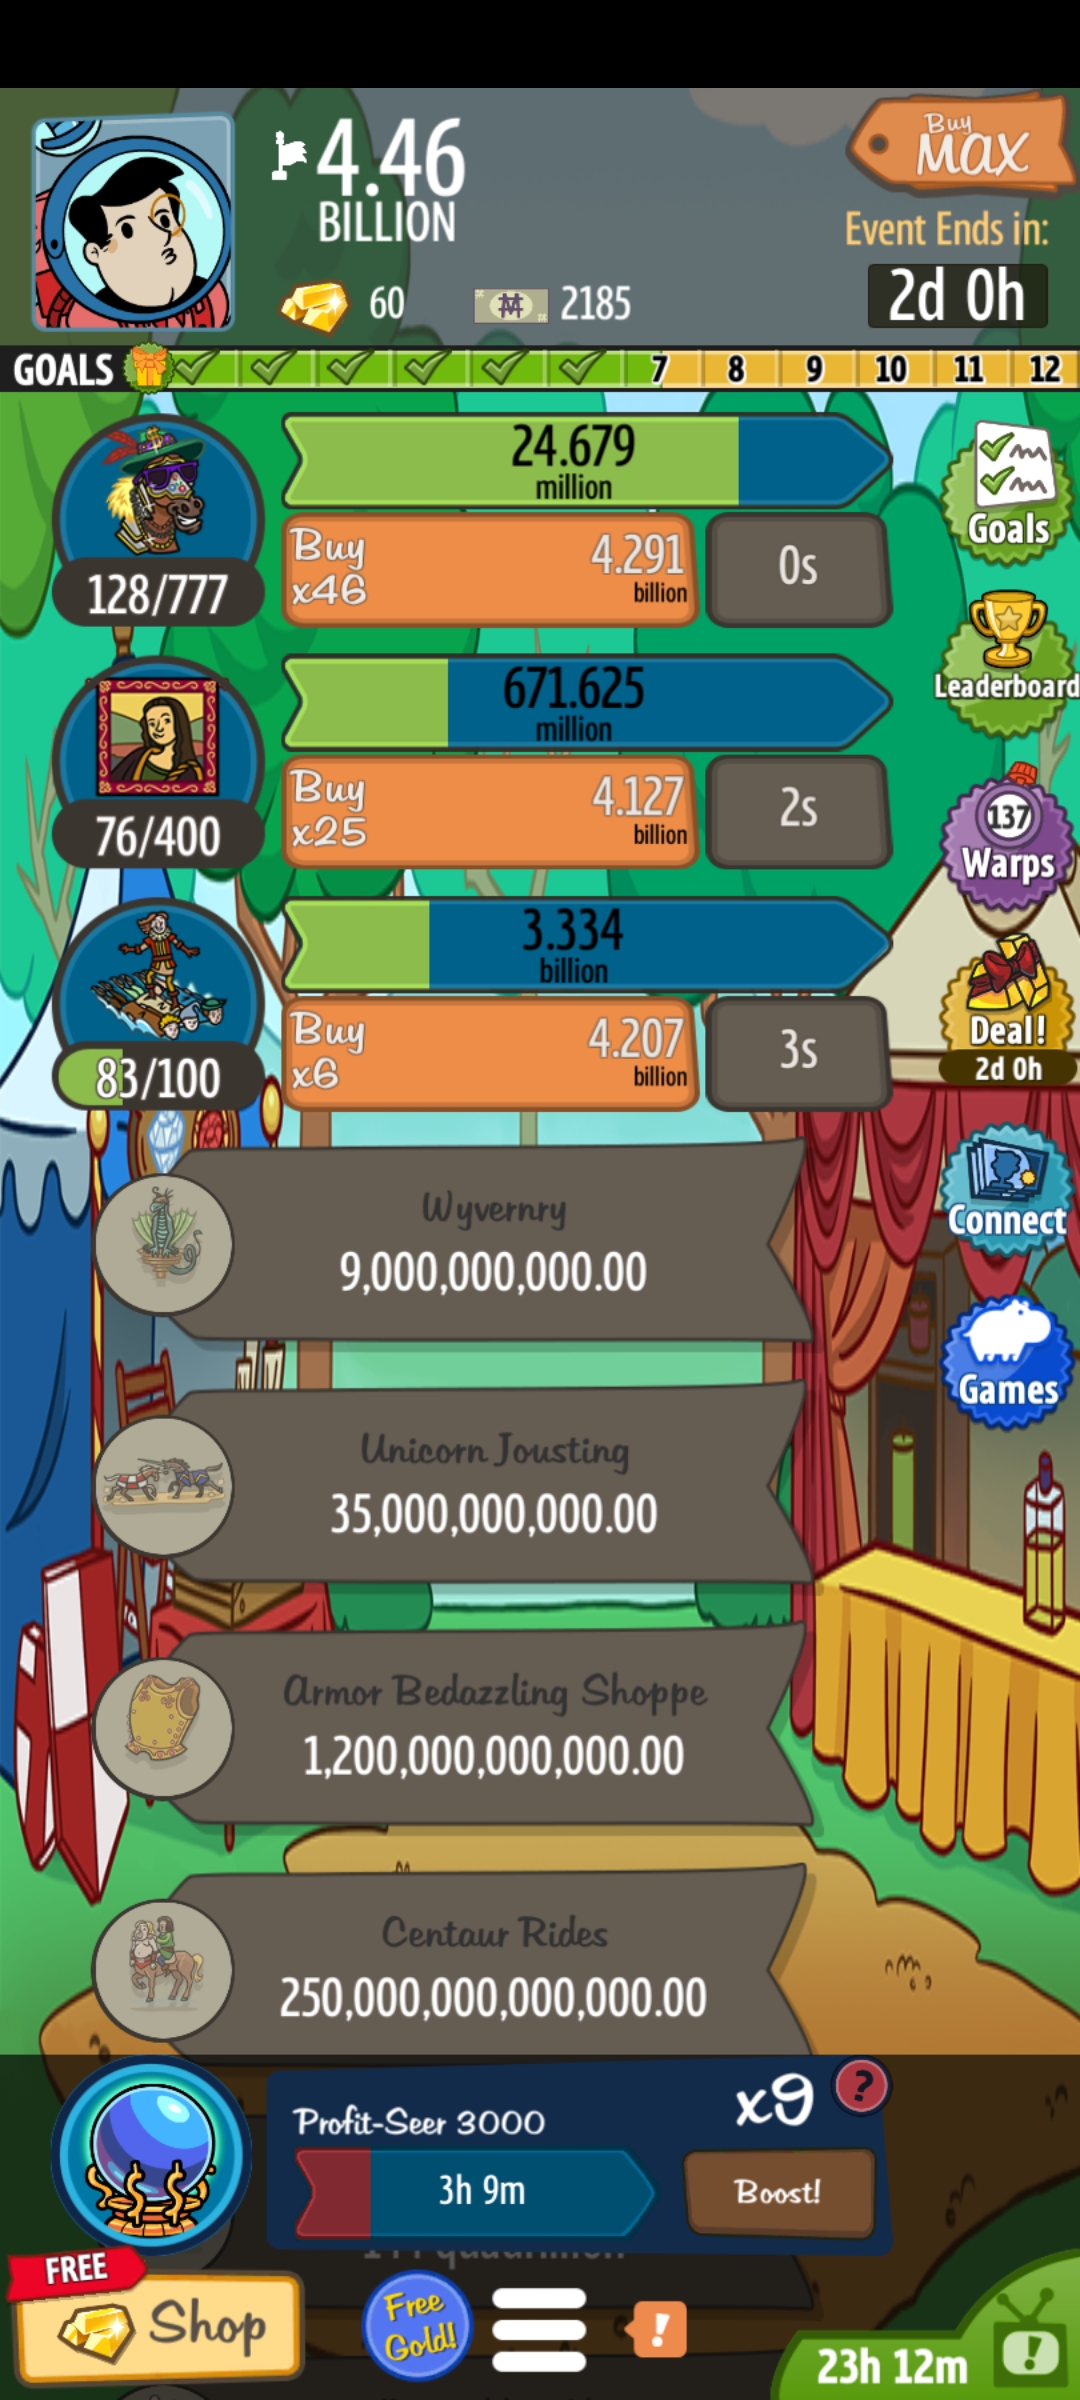 4.46
BILLION
Buy
MAX
Event Ends in:
2d 0h
60
2185
GOALS
7 8 9 10 11 12
24.679
million
Buy
x46
4.291
billion
0s
128/777
Goals
Leaderboard
671.625
million
Buy
x25
4.127
billion
2s
76/400
137
Warps
3.334
billion
Buy
x6
4.207
billion
3s
83/100
Deal!
2d 0h
Wyvernry
9,000,000,000.00
Connect
Games
Unicorn Jousting
35,000,000,000.00
Armor Bedazzling Shoppe
1,200,000,000,000.00
Centaur Rides
250,000,000,000,000.00
Profit-Seer 3000
x9
?
3h 9m
Boost!
FREE
Shop
Free
Gold!
!
23h 12m
!